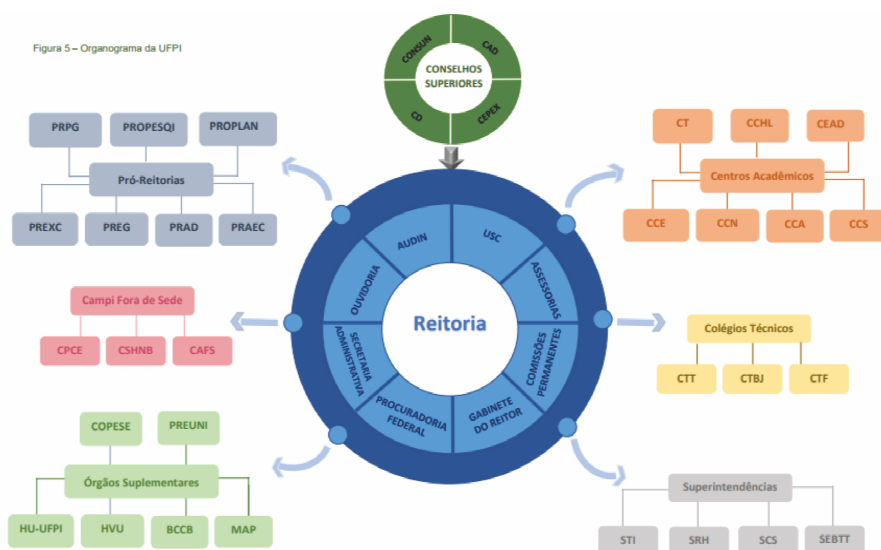 Figura 5 – Organograma da UFPI
CONSUN
CAD
CONSELHOS
SUPERIORES
CD
CEPEX
PRPG
PROPESQI
PROPLAN
Pró-Reitorias
PREXC
PREG
PRAD
PRAEC
CT
CCHL
CEAD
Centros Acadêmicos
CCE
CCN
CCA
CCS
AUDIN
USC
OUVIDORIA
ASSESSORIAS
Reitoria
SECRETARIA
ADMINISTRATIVA
COMISSÕES
PERMANENTES
PROCURADORIA
FEDERAL
GABINETE
DO REITOR
Campi Fora de Sede
CPCE
CSHNB
CAFS
Colégios Técnicos
CTT
CTBJ
CTF
COPESE
PREUNI
Órgãos Suplementares
HU-UFPI
HVU
BCCB
MAP
Superintendências
STI
SRH
SCS
SEBTT